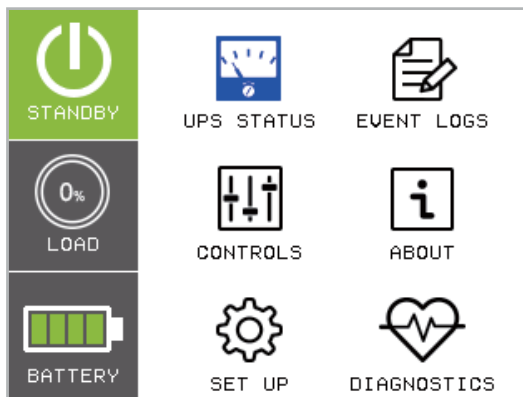 STANDBY
UPS STATUS
EVENT LOGS
0%
LOAD
CONTROLS
ABOUT
BATTERY
SET UP
DIAGNOSTICS